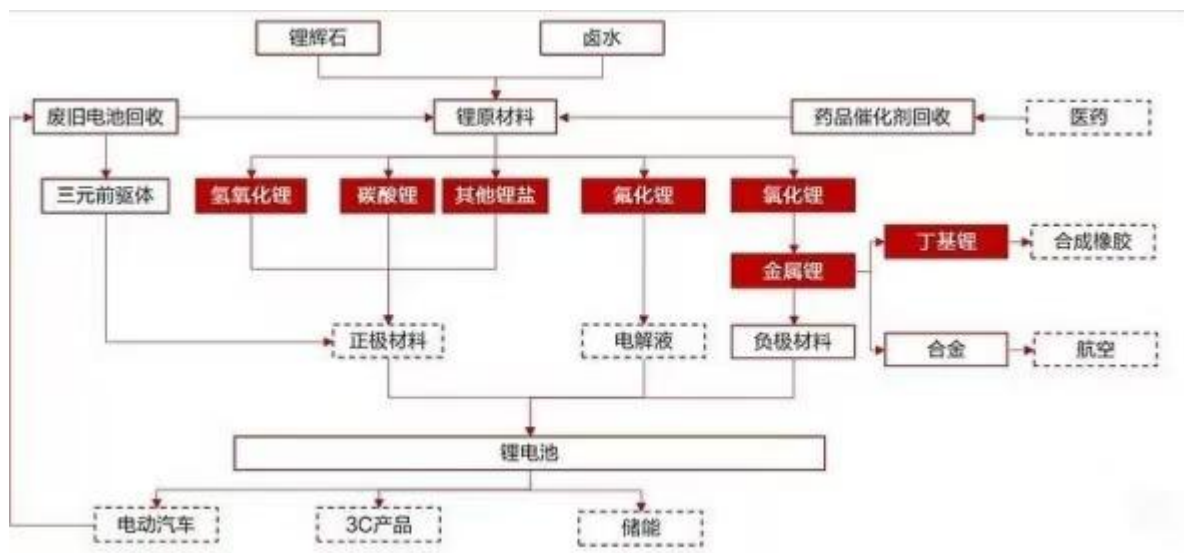 锂辉石
卤水
废旧电池回收
锂原材料
药品催化剂回收
医药
三元前驱体
氢氧化锂
碳酸锂
其他锂盐
氟化锂
氯化锂
丁基锂
合成橡胶
金属锂
正极材料
电解液
负极材料
合金
航空
锂电池
电动汽车
3C产品
储能